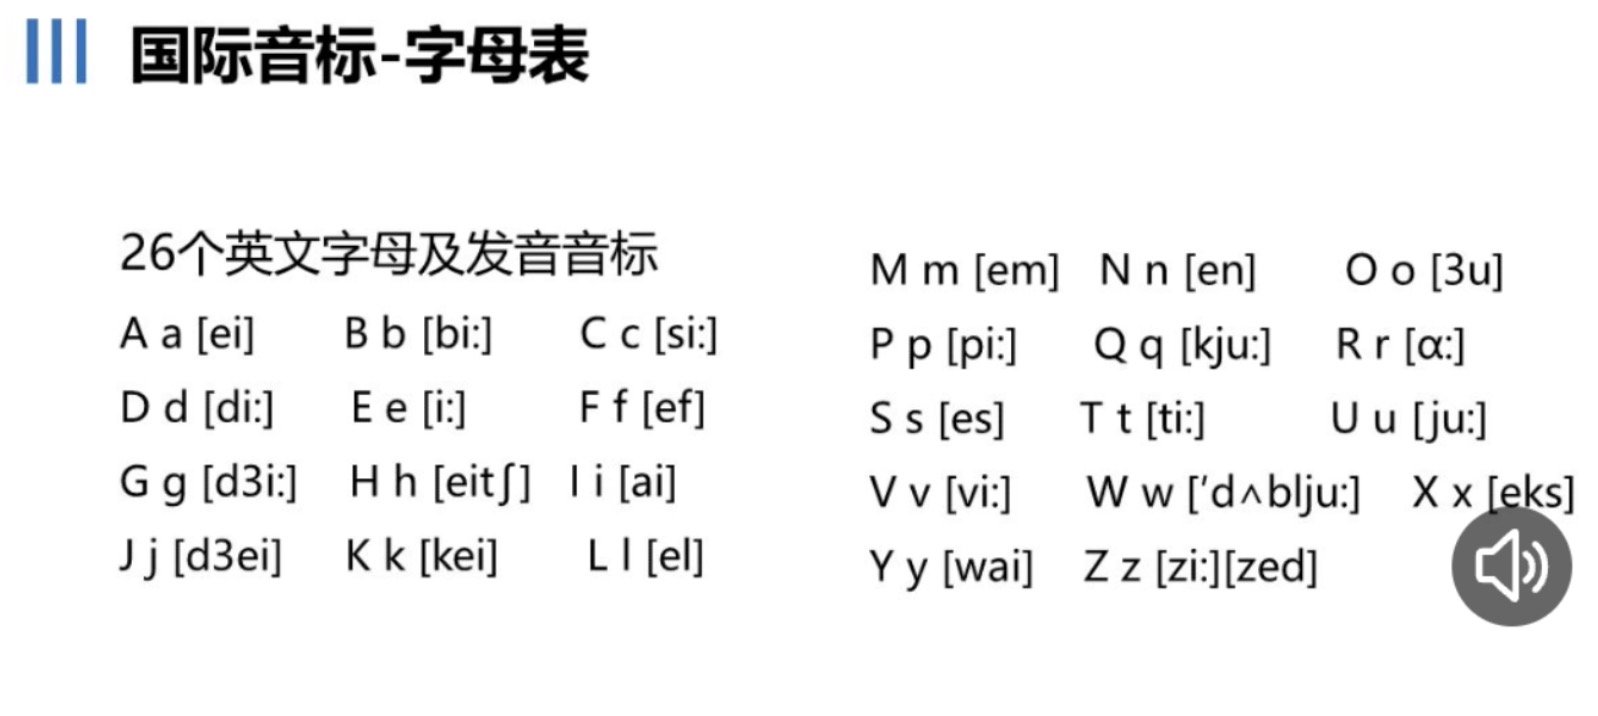 国际音标-字母表
26个英文字母及发音音标
A a [ei] B b [bi:] C c [si:]
D d [di:] E e [i:] F f [ef]
G g [d3i:] H h [eitʃ] I i [ai]
J j [d3ei] K k [kei] L l [el]
M m [em] N n [en] O o [3u]
P p [pi:] Q q [kju:] R r [α:]
S s [es] T t [ti:] U u [ju:]
V v [vi:] W w ['d∧blju:] X x [eks]
Y y [wai] Z z [zi:][zed]